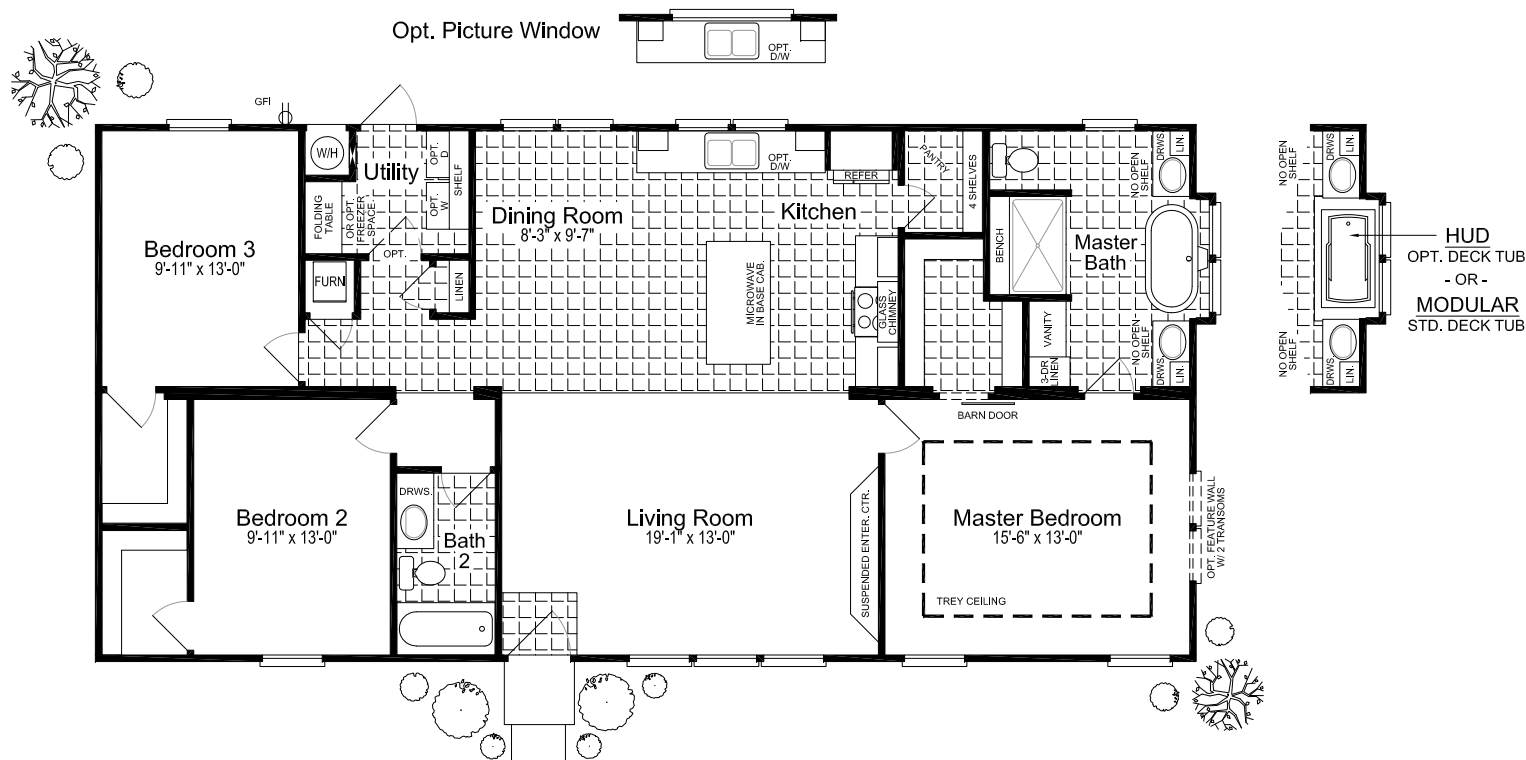 Opt. Picture Window
OPT.
D/W
GFI
W/H
Utility
OPT.
D
OPT.
W
SHELF
FOLDING
TABLE
OR OPT.
FREEZER
SPACE
OPT.
FURN
LINEN
Bedroom 3
9'-11" x 13'-0"
Dining Room
8'-3" x 9'-7"
OPT.
D/W
REFER
Kitchen
MICROWAVE
IN BASE CAB.
GLASS
CHIMNEY
PANTRY
4 SHELVES
BENCH
Master
Bath
NO OPEN
SHELF
DRWS
LIN.
VANITY
3-DR
LINEN
NO OPEN
SHELF
DRWS.
LIN.
NO OPEN
SHELF
DRWS
LIN.
HUD
OPT. DECK TUB
- OR -
MODULAR
STD. DECK TUB
NO OPEN
SHELF
DRWS.
LIN.
BARN DOOR
Bedroom 2
9'-11" x 13'-0"
DRWS.
Bath
2
Living Room
19'-1" x 13'-0"
SUSPENDED ENTER. CTR.
Master Bedroom
15'-6" x 13'-0"
TREY CEILING
OPT. FEATURE WALL
W/ 2 TRANSOMS